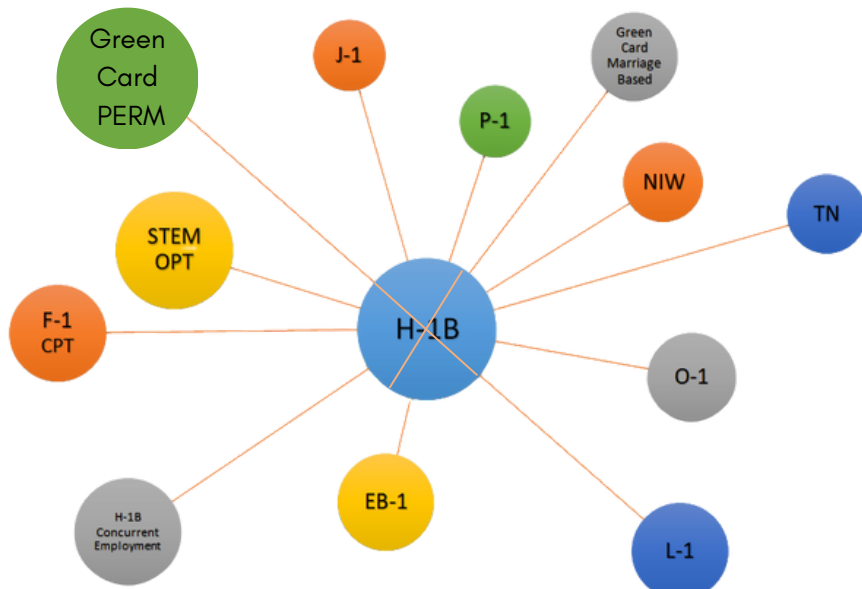 Green
Card
PERM
J-1
Green
Card
Marriage
Based
P-1
NIW
TN
STEM
OPT
F-1
CPT
H-1B
O-1
H-1B
Concurrent
Employment
EB-1
L-1